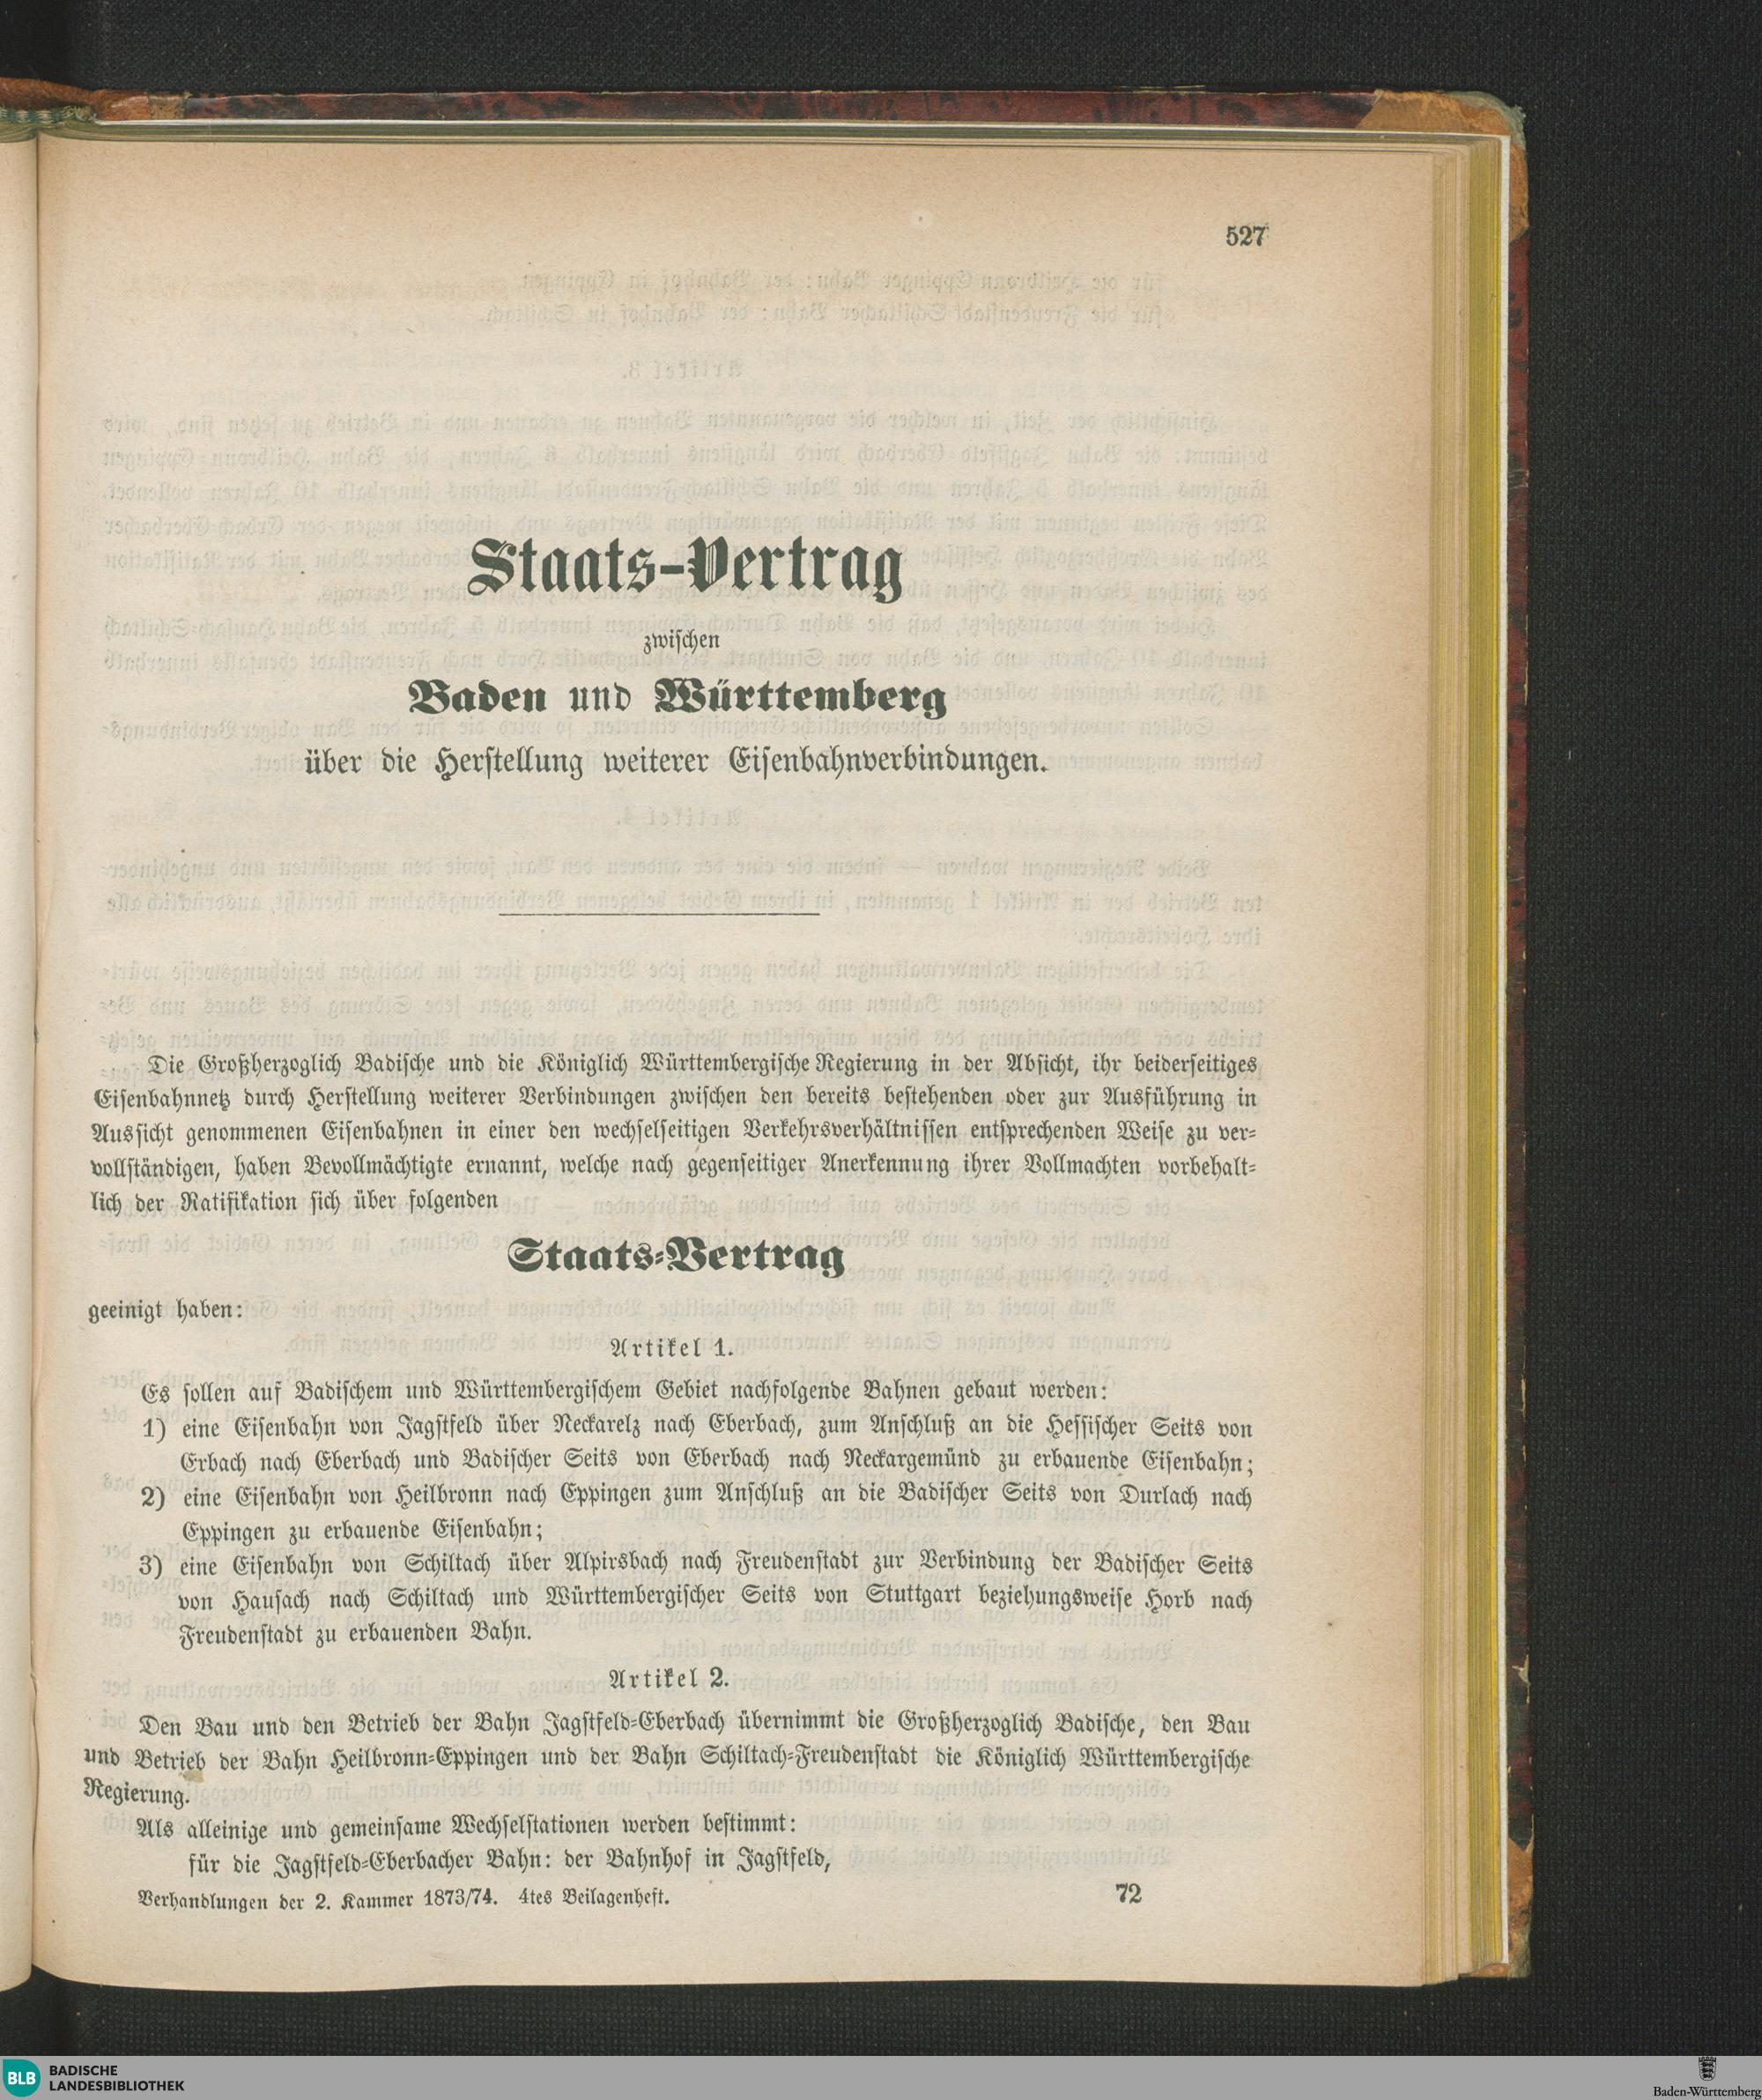 527
Staats-Vertrag
zwischen
Baden und Württemberg
über die Herstellung weiterer Eisenbahnverbindungen.
Die Großherzoglich Badische und die Königlich Württembergische Regierung in der Absicht, ihr beiderseitiges
Eisenbahnnetz durch Herstellung weiterer Verbindungen zwischen den bereits bestehenden oder zur Ausführung in
Aussicht genommenen Eisenbahnen in einer den wechselseitigen Verkehrsverhältnissen entsprechenden Weise zu ver-
vollständigen, haben Bevollmächtigte ernannt, welche nach gegenseitiger Anerkennung ihrer Vollmachten vorbehalt-
lich der Ratifikation sich über folgenden
Staats-Vertrag
geeinigt haben:
Artikel 1.
Es sollen auf Badischem und Württembergischem Gebiet nachfolgende Bahnen gebaut werden:
1) eine Eisenbahn von Jagstfeld über Neckarelz nach Eberbach, zum Anschluß an die Hessischer Seits von
Erbach nach Eberbach und Badischer Seits von Eberbach nach Neckargemünd zu erbauende Eisenbahn;
2) eine Eisenbahn von Heilbronn nach Eppingen zum Anschluß an die Badischer Seits von Durlach nach
Eppingen zu erbauende Eisenbahn;
3) eine Eisenbahn von Schiltach über Alpirsbach nach Freudenstadt zur Verbindung der Badischer Seits
von Hausach nach Schiltach und Württembergischer Seits von Stuttgart beziehungsweise Horb nach
Freudenstadt zu erbauenden Bahn.
Artikel 2.
Den Bau und den Betrieb der Bahn Jagstfeld-Eberbach übernimmt die Großherzoglich Badische, den Bau
und Betrieb der Bahn Heilbronn-Eppingen und der Bahn Schiltach-Freudenstadt die Königlich Württembergische
Regierung.
Als alleinige und gemeinsame Wechselstationen werden bestimmt:
für die Jagstfeld-Eberbacher Bahn: der Bahnhof in Jagstfeld,
Verhandlungen der 2. Kammer 1873/74. 4tes Beilagenheft. 72
BLB BADISCHE
LANDESBIBLIOTHEK
Baden-Württemberg